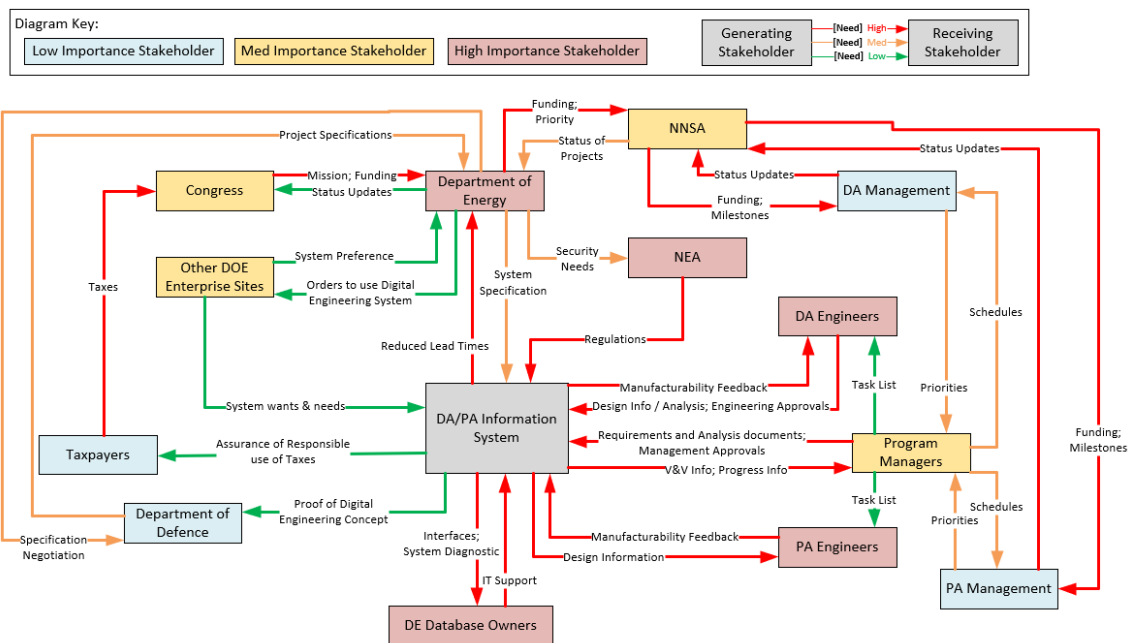 Diagram Key:
Low Importance Stakeholder
Med Importance Stakeholder
High Importance Stakeholder
Generating
Stakeholder
[Need] High
[Need] Med
[Need] Low
Receiving
Stakeholder
Funding;
Priority
NNSA
Project Specifications
Status of
Projects
Status Updates
Congress
Mission; Funding
Status Updates
Department of
Energy
Status Updates
DA Management
Funding;
Milestones
Other DOE
Enterprise Sites
System Preference
Orders to use Digital
Engineering System
System
Specification
Security
Needs
NEA
Taxes
Schedules
DA Engineers
Reduced Lead Times
Regulations
Task List
Priorities
System wants & needs
DA/PA Information
System
Manufacturability Feedback
Design Info / Analysis; Engineering Approvals
Requirements and Analysis documents;
Management Approvals
V&V Info; Progress Info
Program
Managers
Funding;
Milestones
Taxpayers
Assurance of Responsible
use of Taxes
Task List
Schedules
Priorities
Department of
Defence
Proof of Digital
Engineering Concept
Specification
Negotiation
Interfaces;
System Diagnostic
Manufacturability Feedback
Design Information
PA Engineers
IT Support
PA Management
DE Database Owners